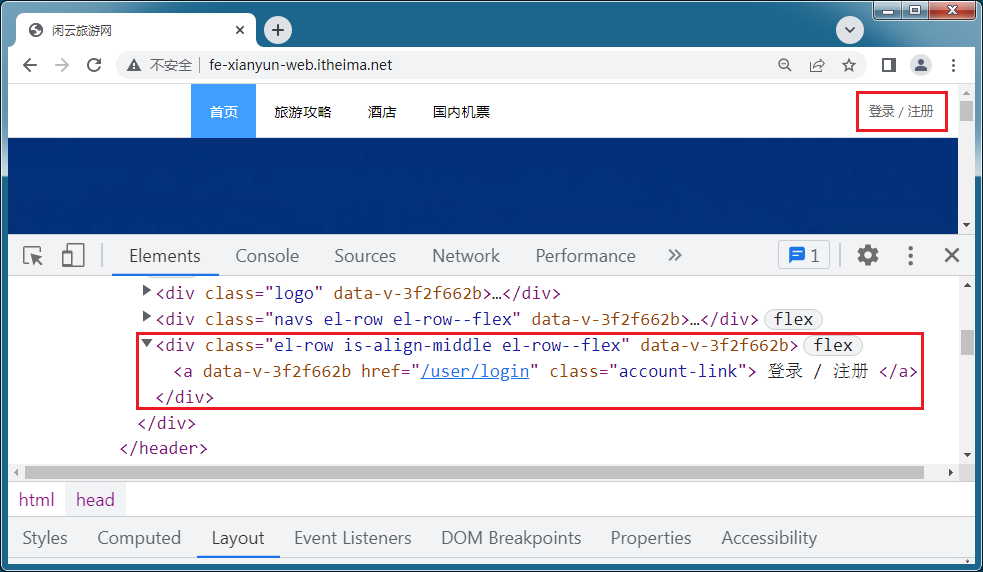 闲云旅游网
不安全 fe-xianyun-web.itheima.net
首页 旅游攻略 酒店 国内机票 登录 / 注册
Elements Console Sources Network Performance 1
<div class="logo" data-v-3f2f662b>…</div>
<div class="navs el-row el-row--flex" data-v-3f2f662b>…</div> flex
<div class="el-row is-align-middle el-row--flex" data-v-3f2f662b> flex
<a data-v-3f2f662b href="/user/login" class="account-link"> 登录 / 注册 </a>
</div>
</div>
</header>
html head
Styles Computed Layout Event Listeners DOM Breakpoints Properties Accessibility